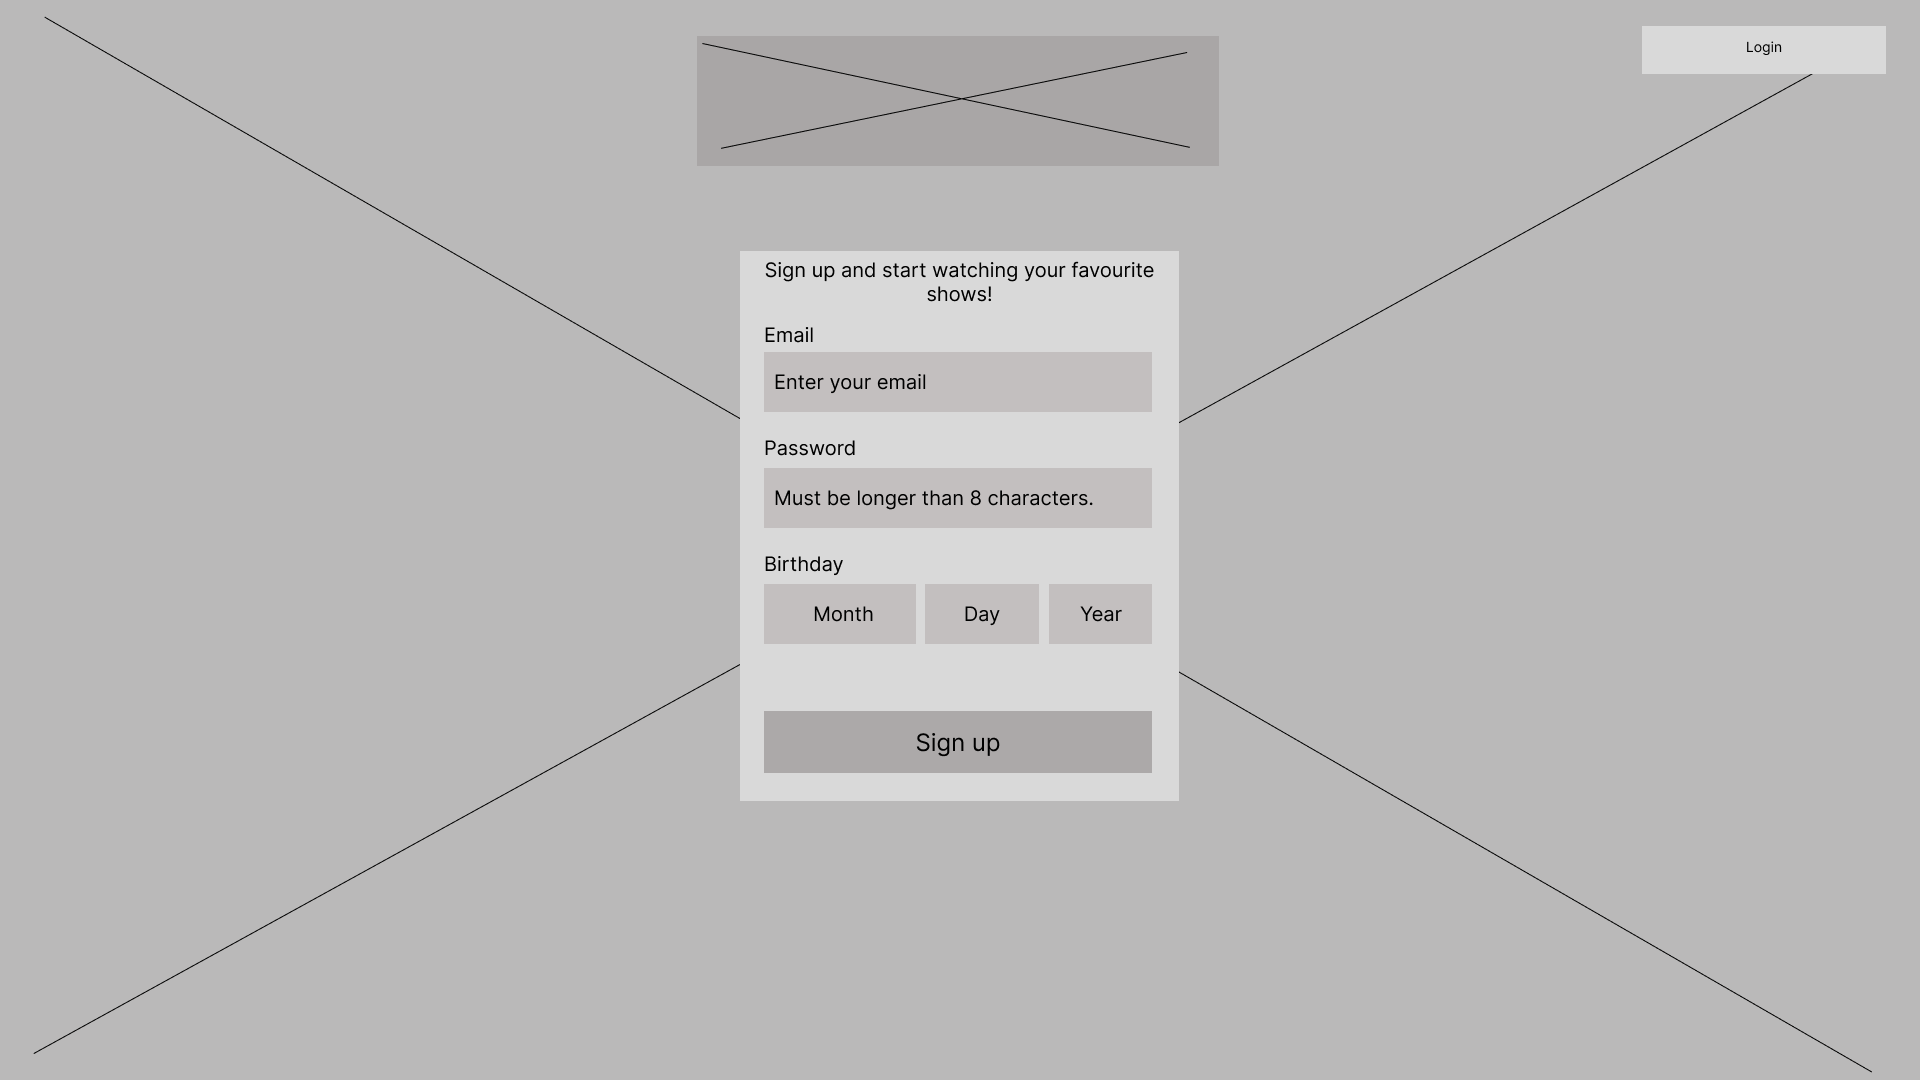 Login
Sign up and start watching your favourite
shows!
Email
Enter your email
Password
Must be longer than 8 characters.
Birthday
Month Day Year
Sign up